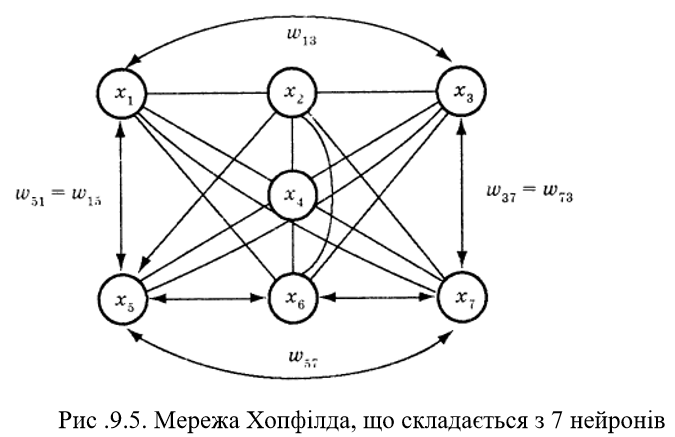 w13
x1 x2 x3
x4
w51 = w15 w37 = w73
x5 x6 x7
w57
Рис .9.5. Мережа Хопфілда, що складається з 7 нейронів